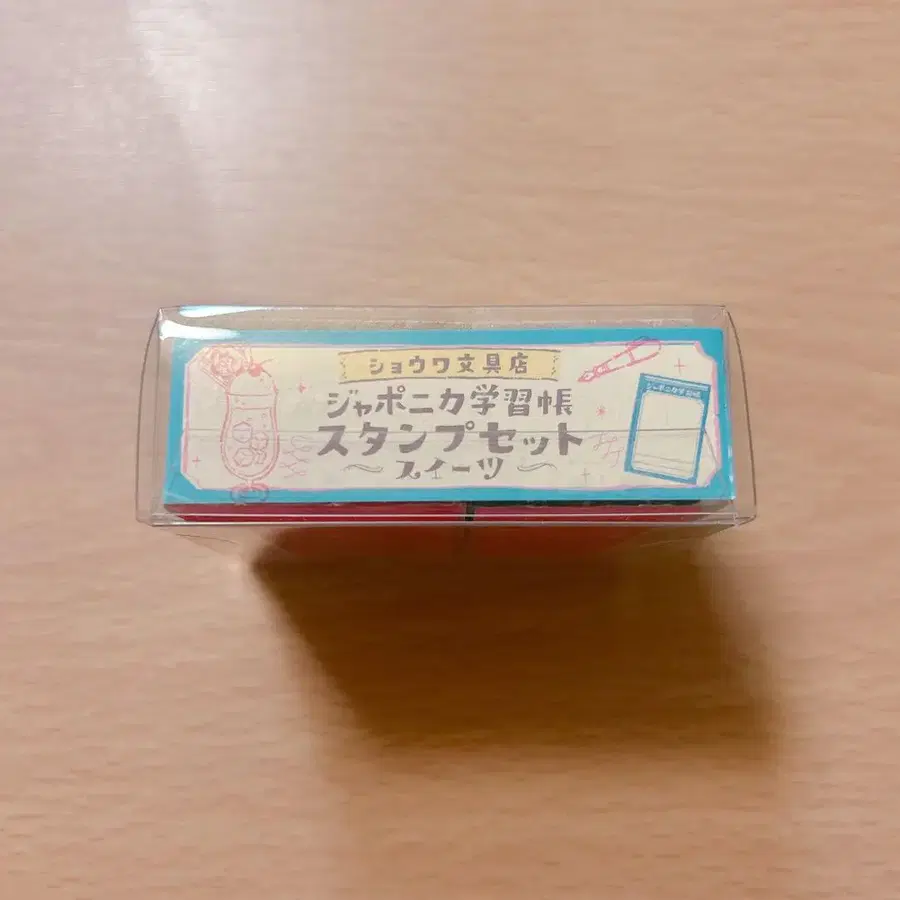 ショウワ文具店
ジャポニカ学習帳
スタンプセット
～スイーツ～
ジャポニカ学習帳